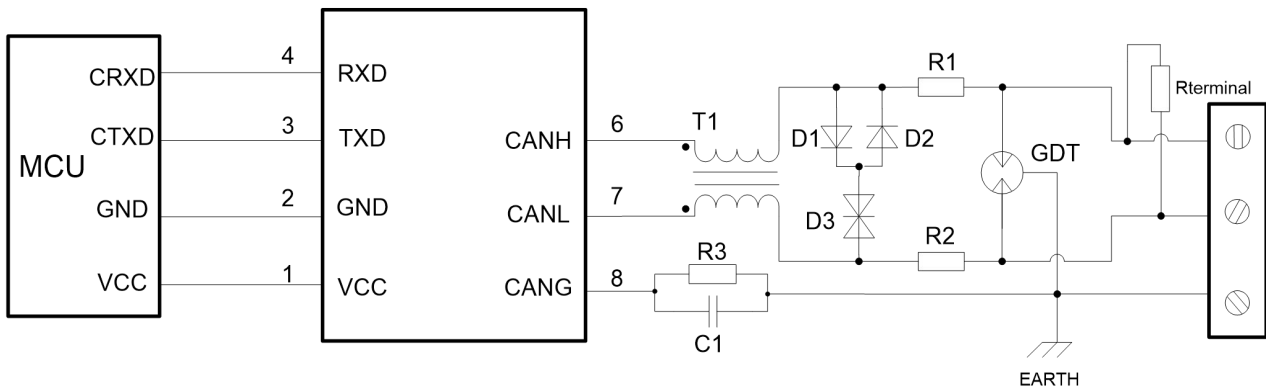 MCU
CRXD
CTXD
GND
VCC
4
3
2
1
RXD
TXD
GND
VCC
CANH
CANL
CANG
6
7
8
T1
R3
C1
D1
D2
D3
R1
R2
GDT
Rterminal
EARTH